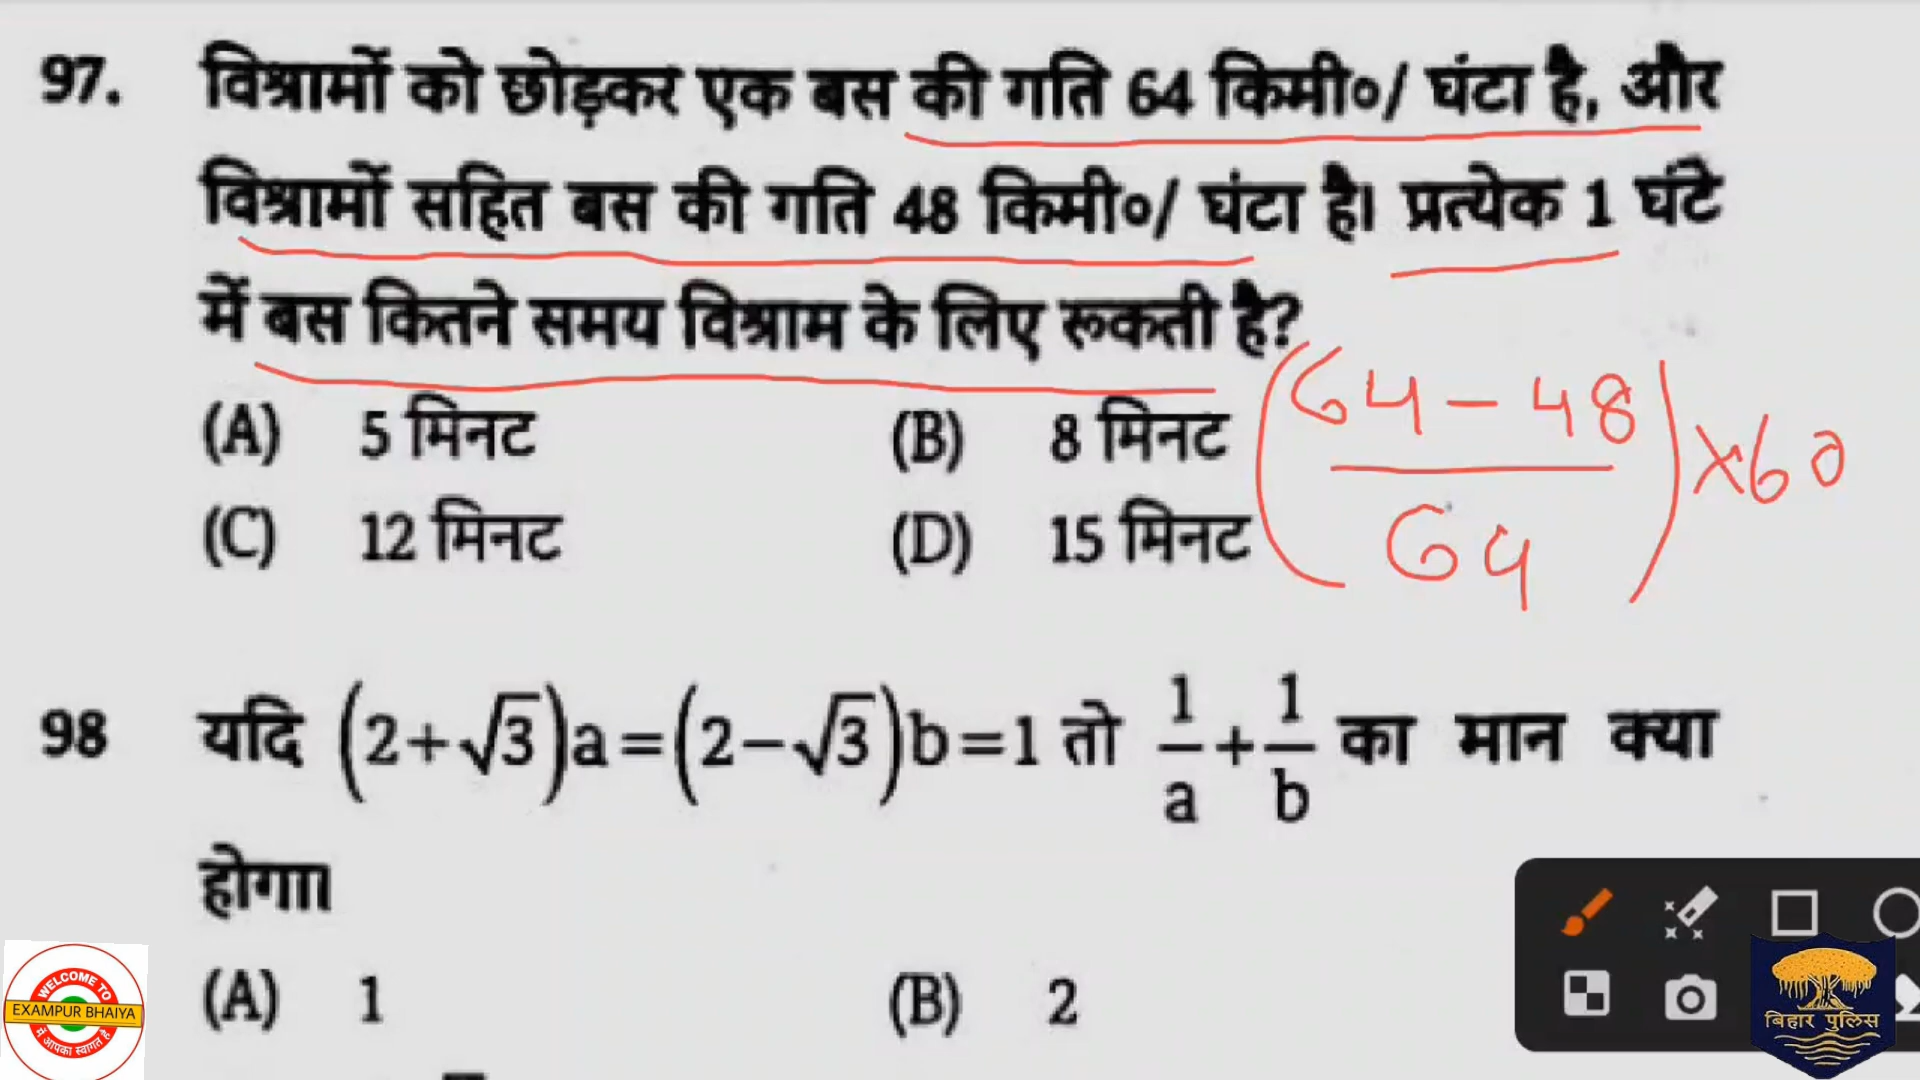 97. विश्रामों को छोड़कर एक बस की गति 64 किमी०/ घंटा है, और
विश्रामों सहित बस की गति 48 किमी०/ घंटा है। प्रत्येक 1 घंटे
में बस कितने समय विश्राम के लिए रूकती है?
(A) 5 मिनट (B) 8 मिनट
(C) 12 मिनट (D) 15 मिनट
(64-48/64)×60
98 यदि (2+√3)a=(2-√3)b=1 तो 1/a+1/b का मान क्या
होगा।
(A) 1 (B) 2
WELCOME TO
EXAMPUR BHAIYA
में आपका स्वागत है
बिहार पुलिस